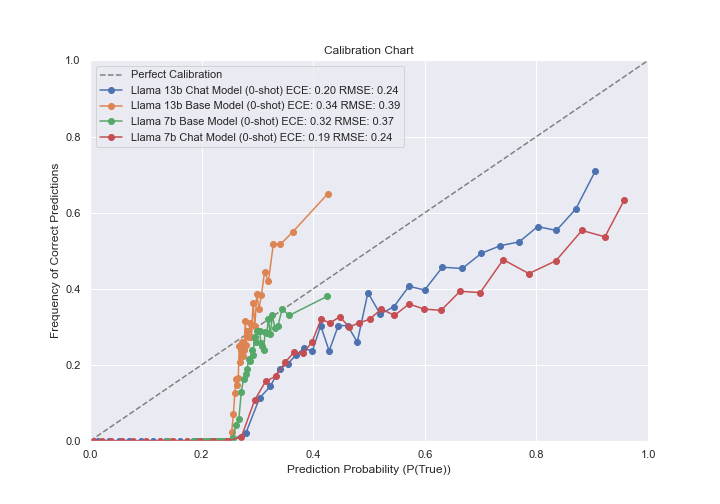 Calibration Chart
1.0
Perfect Calibration
Llama 13b Chat Model (0-shot) ECE: 0.20 RMSE: 0.24
Llama 13b Base Model (0-shot) ECE: 0.34 RMSE: 0.39
Llama 7b Base Model (0-shot) ECE: 0.32 RMSE: 0.37
Llama 7b Chat Model (0-shot) ECE: 0.19 RMSE: 0.24
0.8
0.6
0.4
0.2
0.0
Frequency of Correct Predictions
0.0 0.2 0.4 0.6 0.8 1.0
Prediction Probability (P(True))